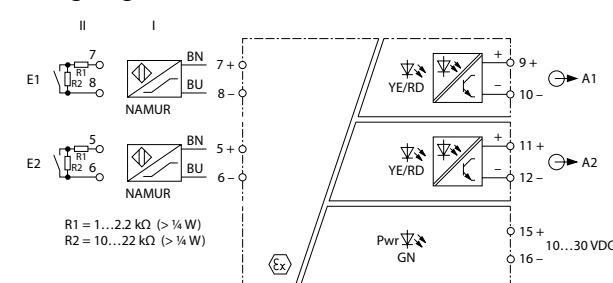 II I
7
R1
R2 8
E1
BN 7 +
BU 8 –
NAMUR
YE/RD
+ 9 +
– 10 –
A1
5
R1
R2 6
E2
BN 5 +
BU 6 –
NAMUR
YE/RD
+ 11 +
– 12 –
A2
R1 = 1…2.2 kΩ (> ¼ W)
R2 = 10…22 kΩ (> ¼ W)
Ex
Pwr
GN
15 +
16 –
10…30 VDC